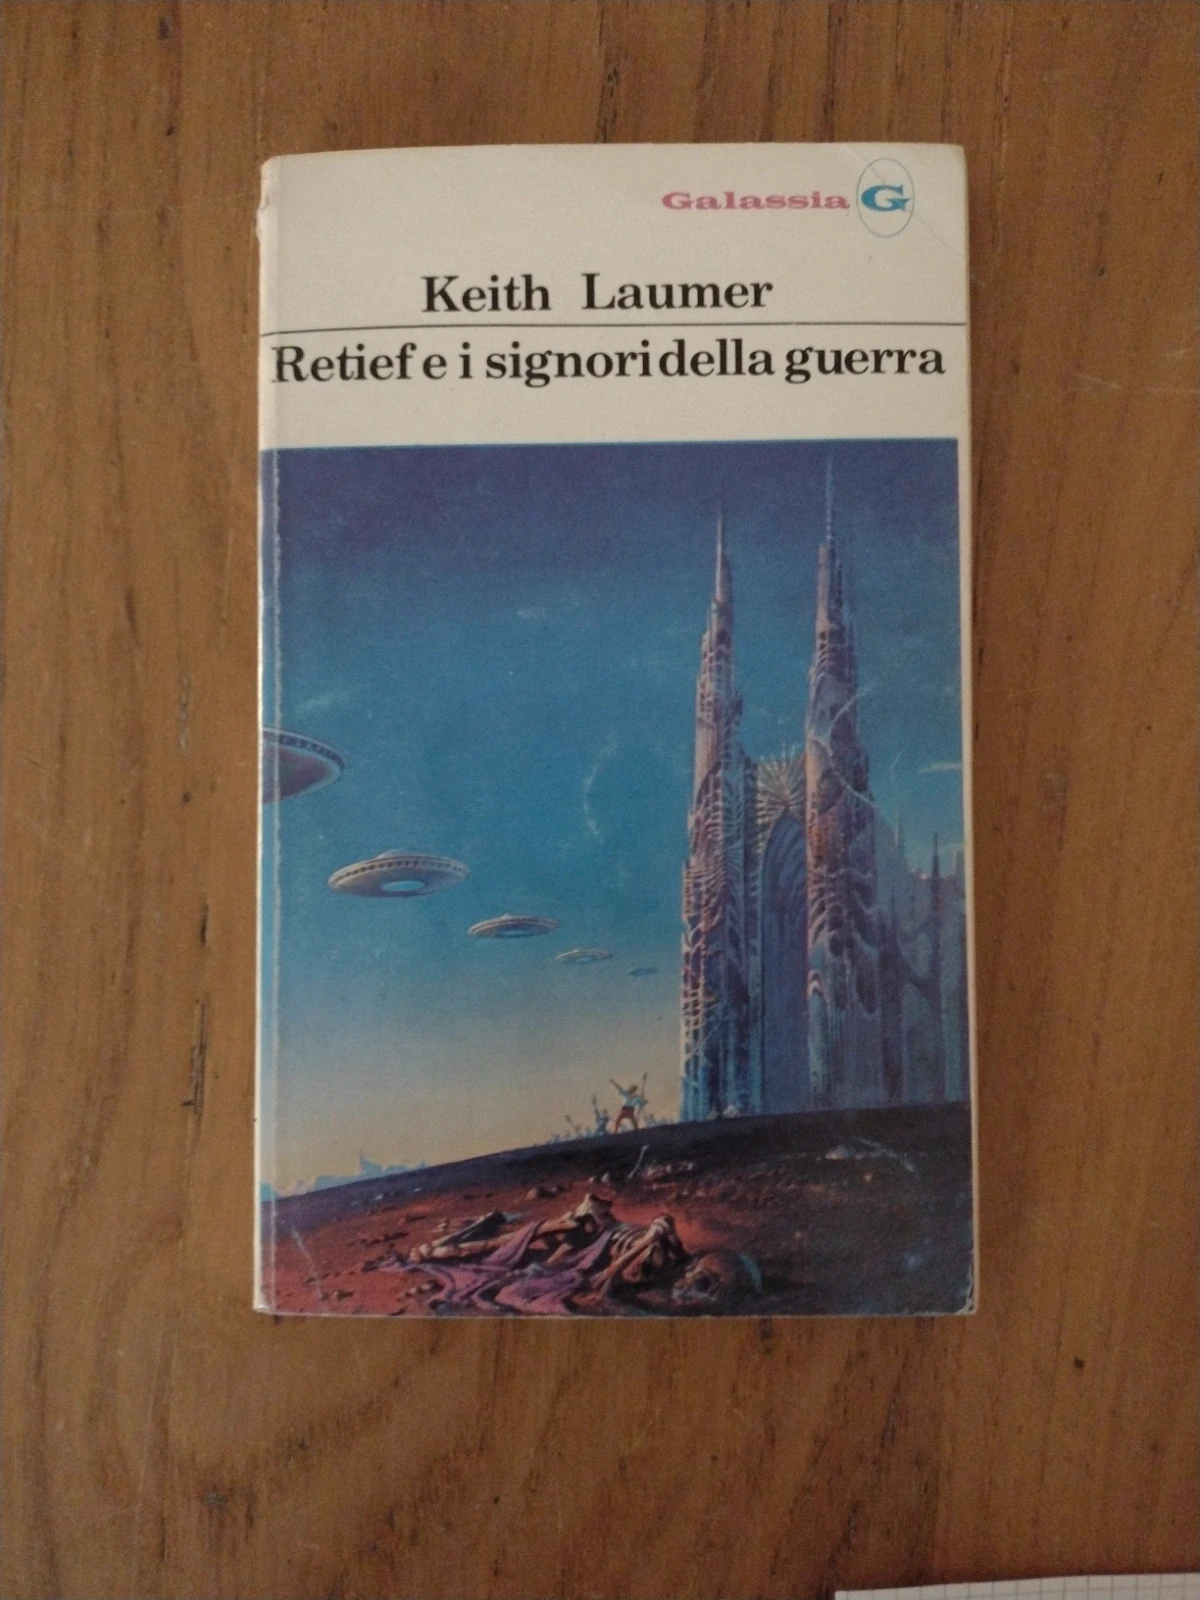 Galassia G
Keith Laumer
Retief e i signori della guerra